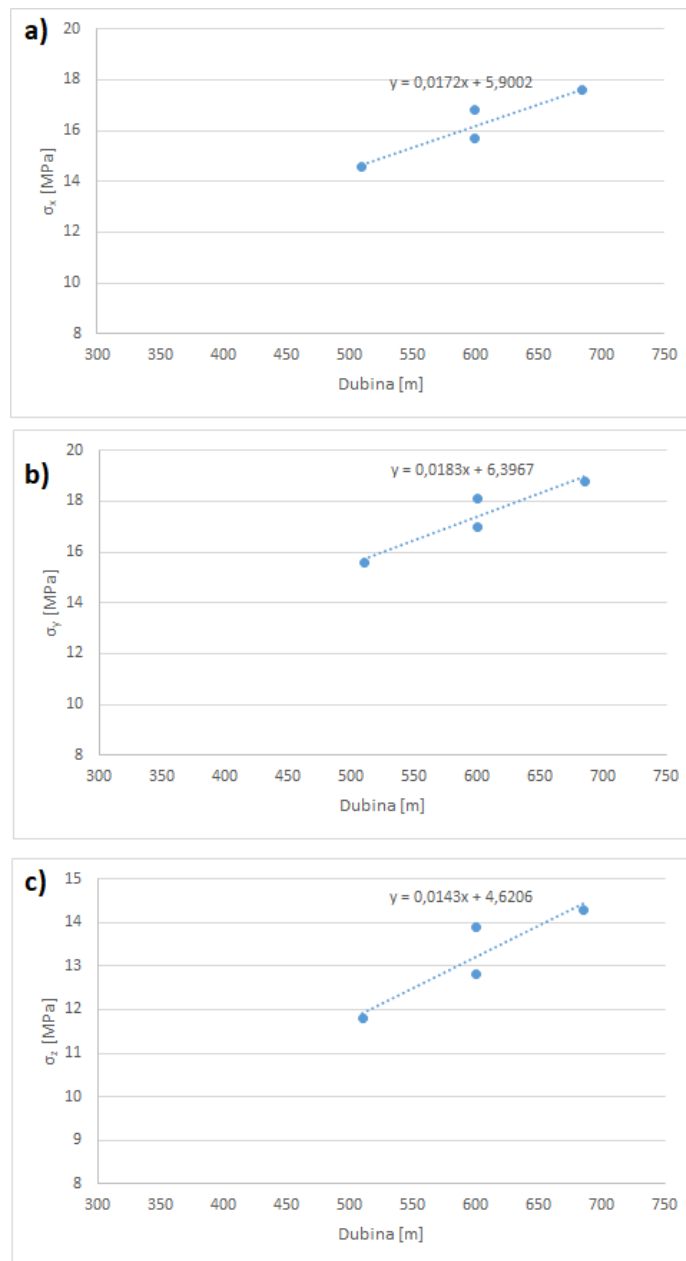 a)
20
18
16
14
12
10
8
y = 0,0172x + 5,9002
σx [MPa]
300 350 400 450 500 550 600 650 700 750
Dubina [m]
b)
20
18
16
14
12
10
8
y = 0,0183x + 6,3967
σy [MPa]
300 350 400 450 500 550 600 650 700 750
Dubina [m]
c)
15
14
13
12
11
10
9
8
y = 0,0143x + 4,6206
σz [MPa]
300 350 400 450 500 550 600 650 700 750
Dubina [m]